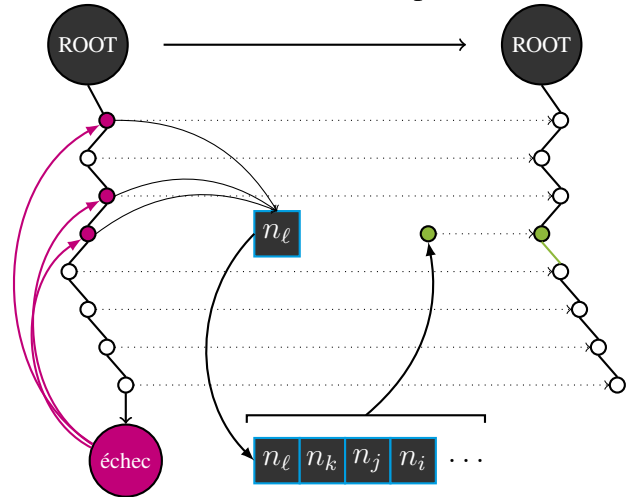 ROOT ROOT
nℓ
échec nℓ nk nj ni ...